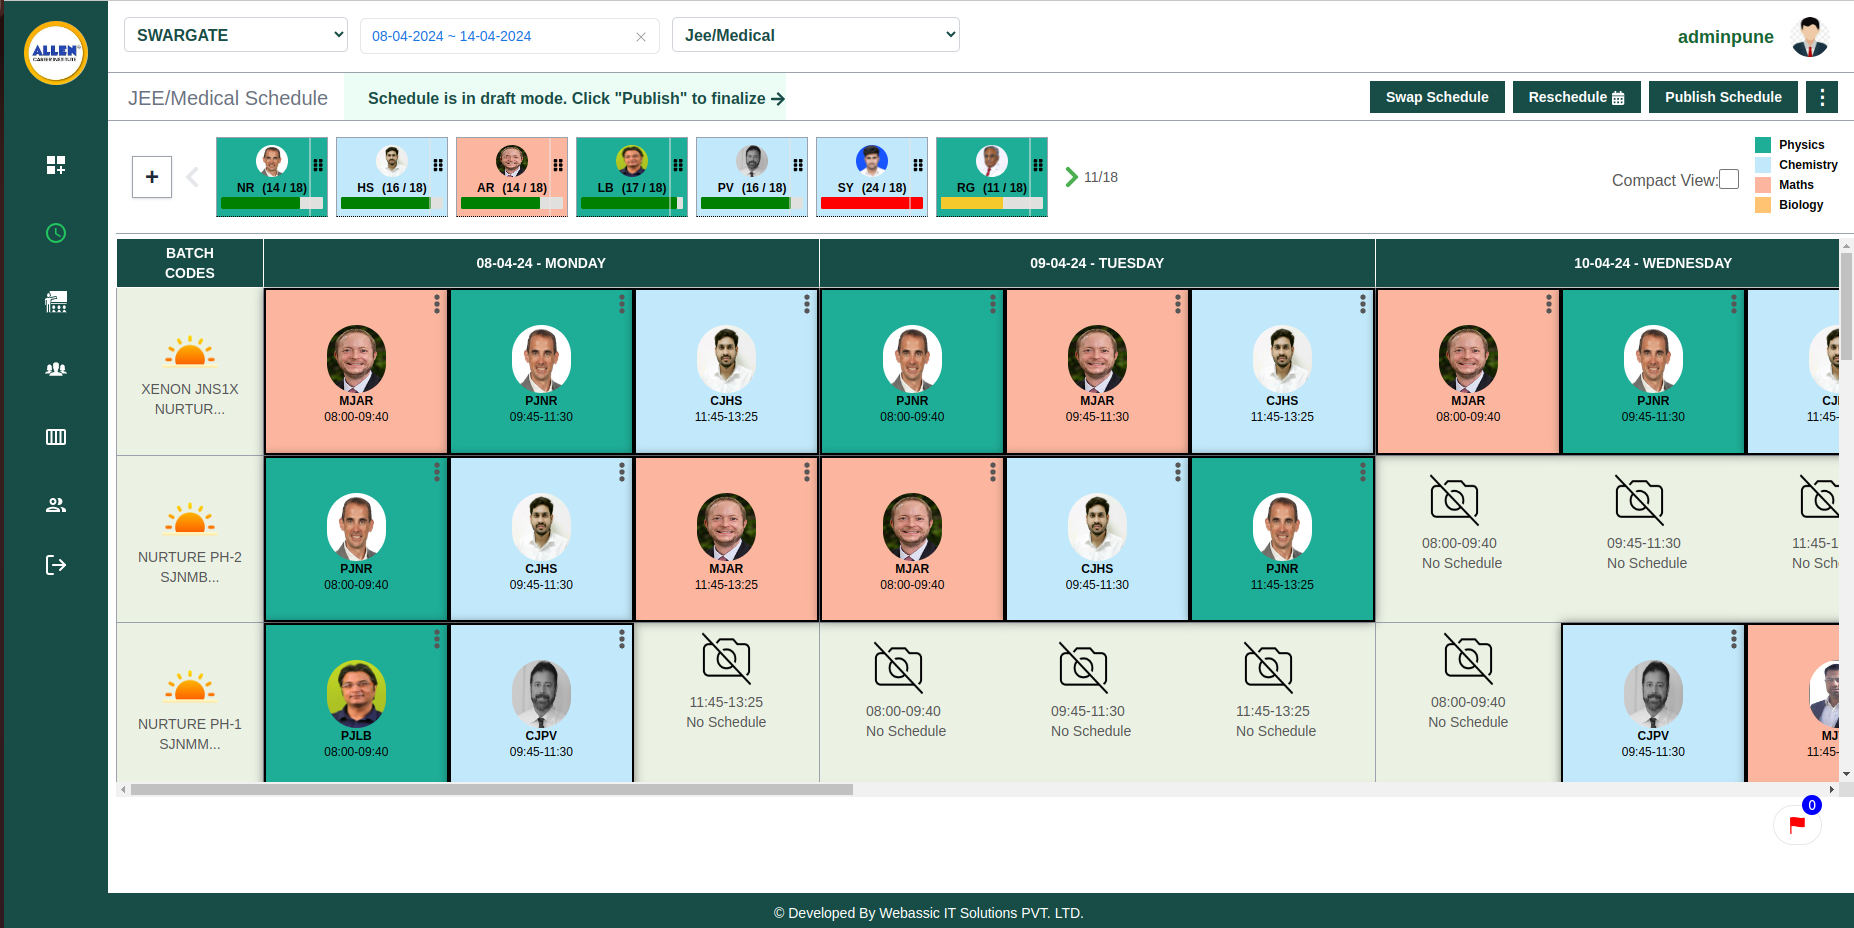 ALLEN
CAREER INSTITUTE
SWARGATE
08-04-2024 ~ 14-04-2024
Jee/Medical
adminpune
JEE/Medical Schedule
Schedule is in draft mode. Click "Publish" to finalize
Swap Schedule
Reschedule
Publish Schedule
NR (14 / 18)
HS (16 / 18)
AR (14 / 18)
LB (17 / 18)
PV (16 / 18)
SY (24 / 18)
RG (11 / 18)
11/18
Compact View:
Physics
Chemistry
Maths
Biology
BATCH
CODES
08-04-24 - MONDAY
09-04-24 - TUESDAY
10-04-24 - WEDNESDAY
XENON JNS1X
NURTUR...
MJAR
08:00-09:40
PJNR
09:45-11:30
CJHS
11:45-13:25
PJNR
08:00-09:40
MJAR
09:45-11:30
CJHS
11:45-13:25
MJAR
08:00-09:40
PJNR
09:45-11:30
CJ
11:45-
NURTURE PH-2
SJNMB...
PJNR
08:00-09:40
CJHS
09:45-11:30
MJAR
11:45-13:25
MJAR
08:00-09:40
CJHS
09:45-11:30
PJNR
11:45-13:25
08:00-09:40
No Schedule
09:45-11:30
No Schedule
11:45-1
No Sch
NURTURE PH-1
SJNMM...
PJLB
08:00-09:40
CJPV
09:45-11:30
11:45-13:25
No Schedule
08:00-09:40
No Schedule
09:45-11:30
No Schedule
11:45-13:25
No Schedule
08:00-09:40
No Schedule
CJPV
09:45-11:30
MJ
11:45-
0
© Developed By Webassic IT Solutions PVT. LTD.